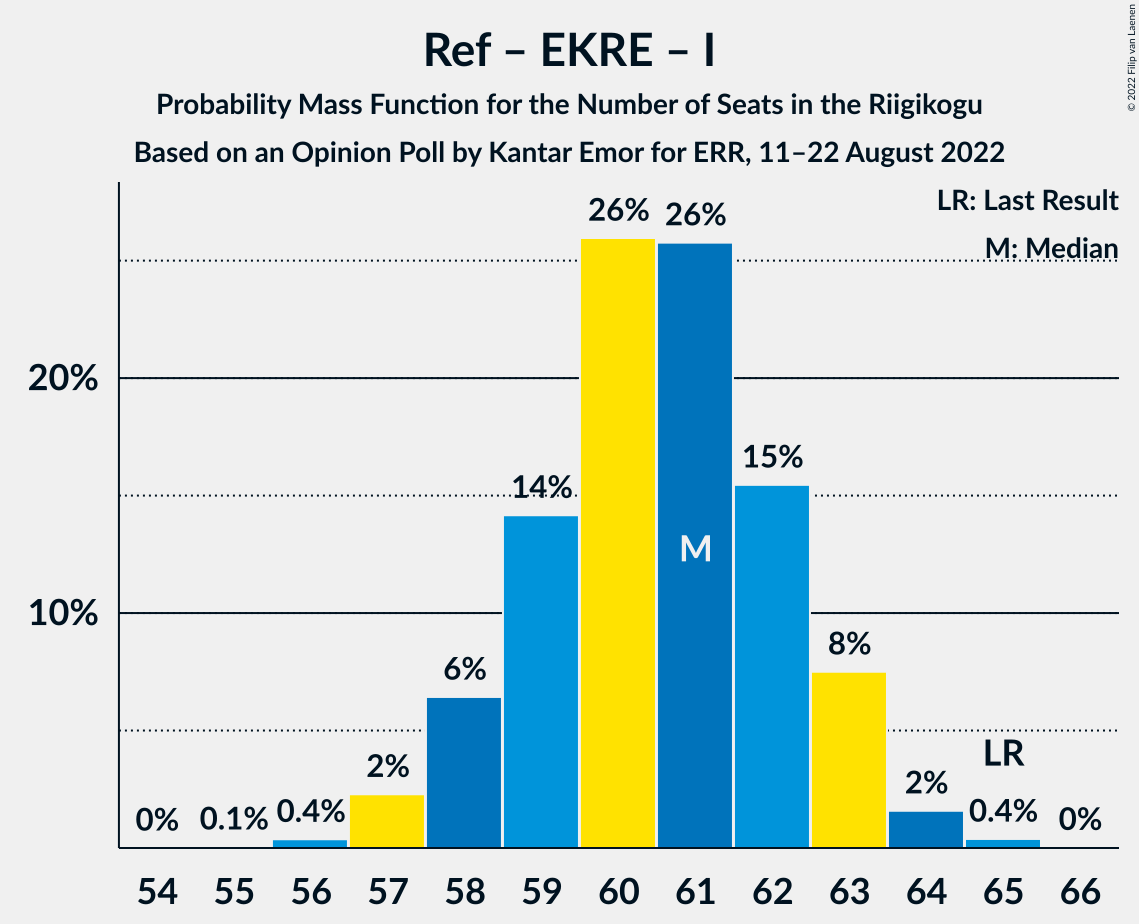 Ref – EKRE – I
Probability Mass Function for the Number of Seats in the Riigikogu
Based on an Opinion Poll by Kantar Emor for ERR, 11–22 August 2022
© 2022 Filip van Laenen
LR: Last Result
M: Median
26% 26%
20%
15%
14%
M
10%
8%
6%
LR
2% 2%
0% 0.1% 0.4% 0.4% 0%
54 55 56 57 58 59 60 61 62 63 64 65 66